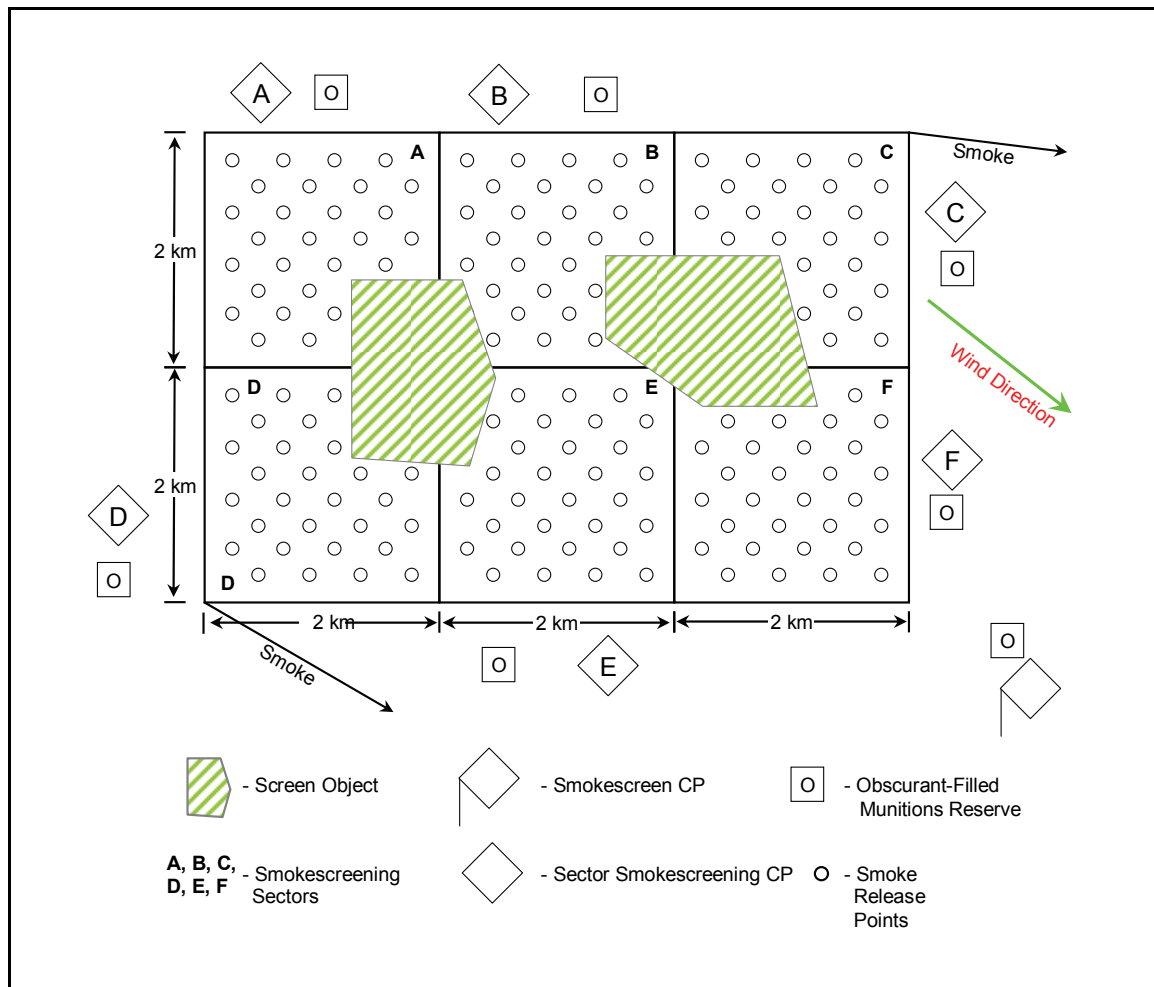 A
O
B
O
A
B
C
Smoke
C
2 km
O
Wind Direction
D
E
F
F
2 km
O
D
O
D
2 km
2 km
2 km
Smoke
O
E
O
- Screen Object
- Smokescreen CP
O
- Obscurant-Filled
Munitions Reserve
A, B, C,
D, E, F
- Smokescreening
Sectors
- Sector Smokescreening CP
- Smoke
Release
Points